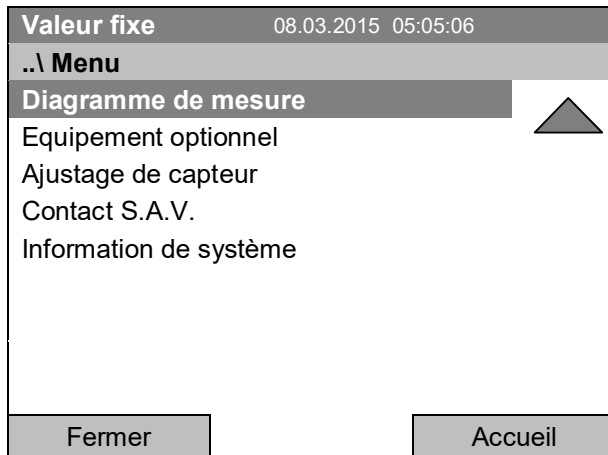 Valeur fixe 08.03.2015 05:05:06
..\ Menu
Diagramme de mesure
Equipement optionnel
Ajustage de capteur
Contact S.A.V.
Information de système
Fermer Accueil